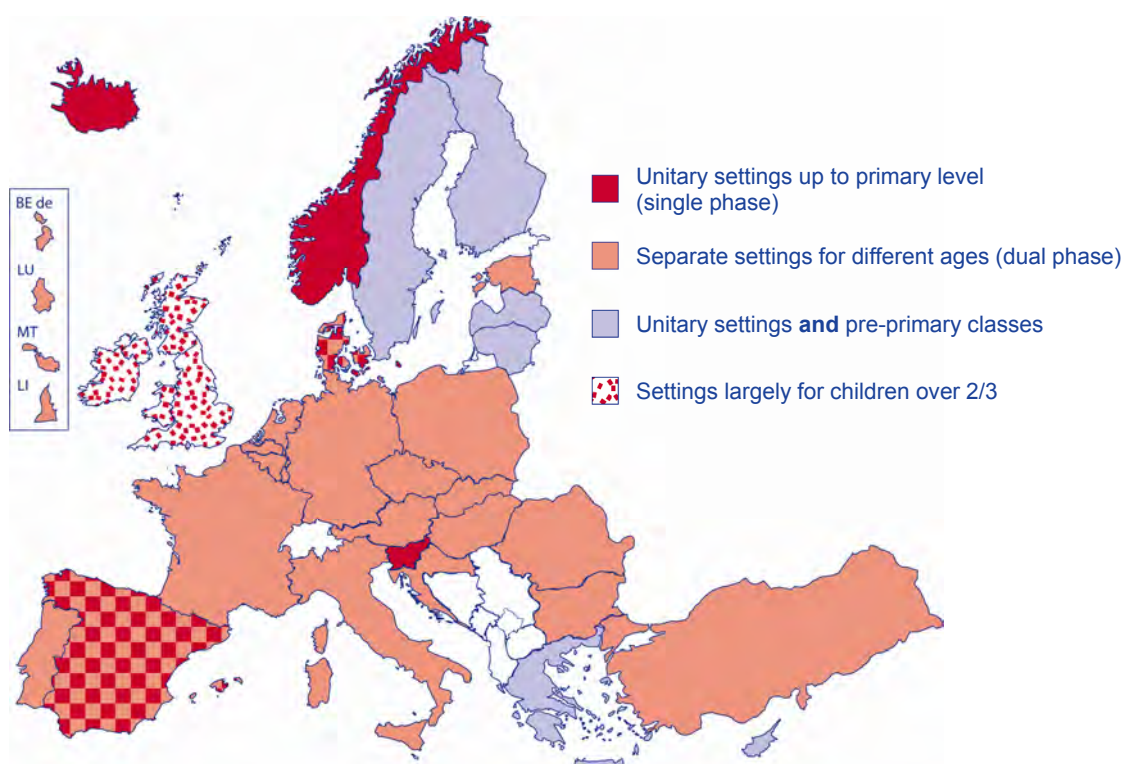 BE de
LU
MT
LI
Unitary settings up to primary level
(single phase)
Separate settings for different ages (dual phase)
Unitary settings and pre-primary classes
Settings largely for children over 2/3